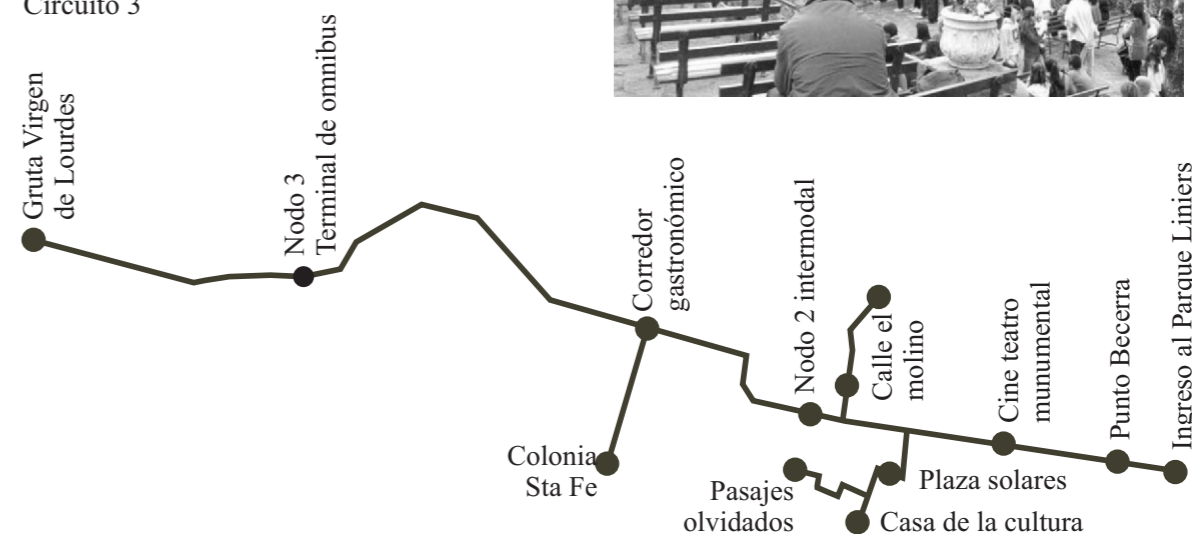 Circuito 3
Gruta Virgen
de Lourdes
Nodo 3
Terminal de omnibus
Corredor
gastronómico
Colonia
Sta Fe
Nodo 2 intermodal
Calle el
molino
Pasajes
olvidados
Plaza solares
Casa de la cultura
Cine teatro
munumental
Punto Becerra
Ingreso al Parque Liniers